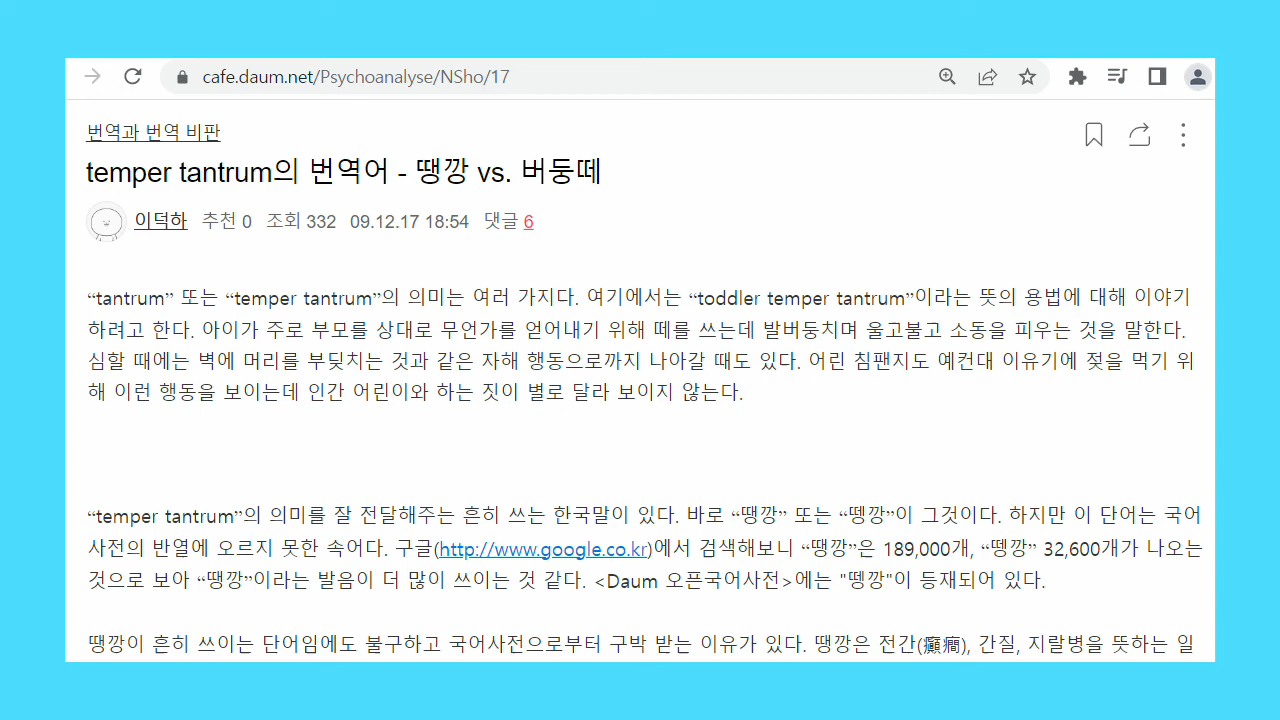 cafe.daum.net/Psychoanalyse/NSho/17
번역과 번역 비판
temper tantrum의 번역어 - 땡깡 vs. 버둥떼
이덕하 추천 0 조회 332 09.12.17 18:54 댓글 6
“tantrum” 또는 “temper tantrum”의 의미는 여러 가지다. 여기에서는 “toddler temper tantrum”이라는 뜻의 용법에 대해 이야기
하려고 한다. 아이가 주로 부모를 상대로 무언가를 얻어내기 위해 떼를 쓰는데 발버둥치며 울고불고 소동을 피우는 것을 말한다.
심할 때에는 벽에 머리를 부딪치는 것과 같은 자해 행동으로까지 나아갈 때도 있다. 어린 침팬지도 예컨대 이유기에 젖을 먹기 위
해 이런 행동을 보이는데 인간 어린이와 하는 짓이 별로 달라 보이지 않는다.
“temper tantrum”의 의미를 잘 전달해주는 흔히 쓰는 한국말이 있다. 바로 “땡깡” 또는 “뗑깡”이 그것이다. 하지만 이 단어는 국어
사전의 반열에 오르지 못한 속어다. 구글(http://www.google.co.kr)에서 검색해보니 “땡깡”은 189,000개, “뗑깡” 32,600개가 나오는
것으로 보아 “땡깡”이라는 발음이 더 많이 쓰이는 것 같다. <Daum 오픈국어사전>에는 "뗑깡"이 등재되어 있다.
땡깡이 흔히 쓰이는 단어임에도 불구하고 국어사전으로부터 구박 받는 이유가 있다. 땡깡은 전간(癲癎), 간질, 지랄병을 뜻하는 일